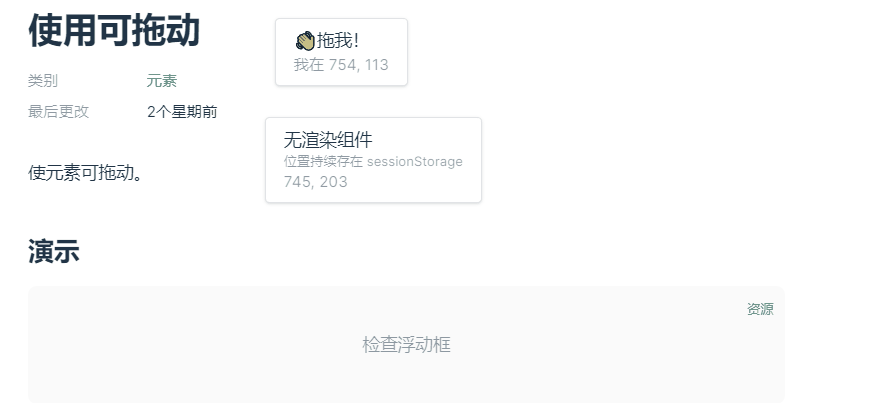 使用可拖动
👋拖我！
我在 754, 113
类别 元素
最后更改 2个星期前
无渲染组件
位置持续存在 sessionStorage
745, 203
使元素可拖动。
演示
资源
检查浮动框